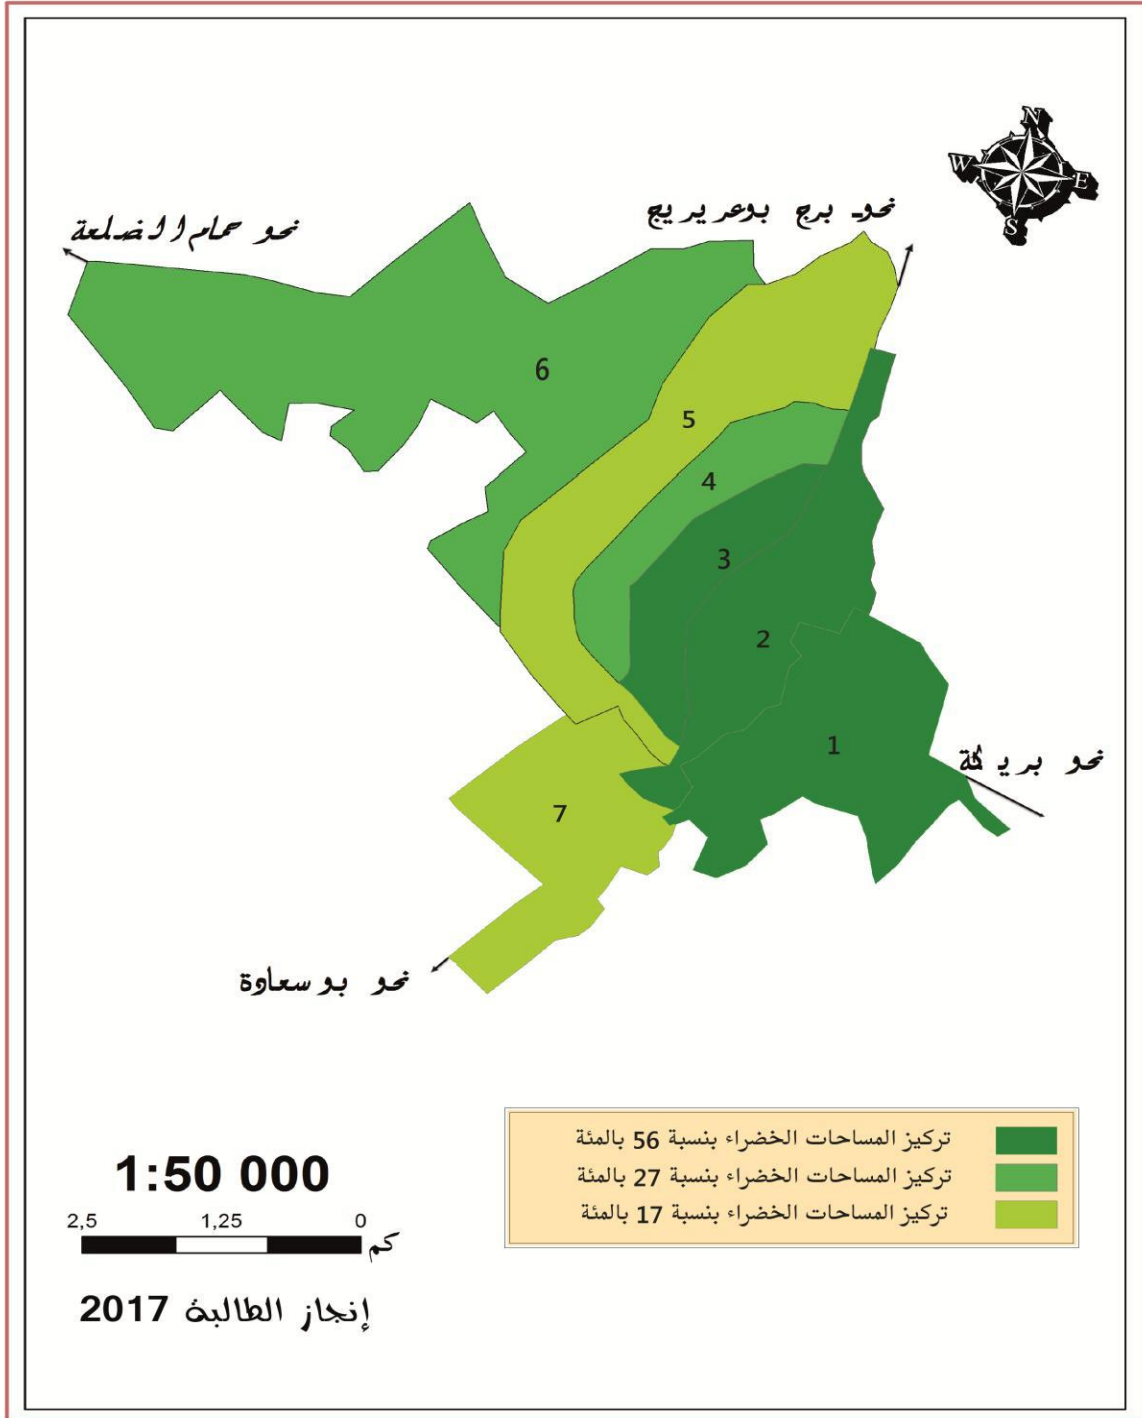 N
W
E
S
نحو برج بوعريريج
نحو حمام الضلعة
6
5
4
3
2
1
نحو بريكة
7
نحو بوسعادة
تركيز المساحات الخضراء بنسبة 56 بالمئة
تركيز المساحات الخضراء بنسبة 27 بالمئة
تركيز المساحات الخضراء بنسبة 17 بالمئة
1:50 000
2,5 1,25 0
كم
إنجاز الطالبة 2017